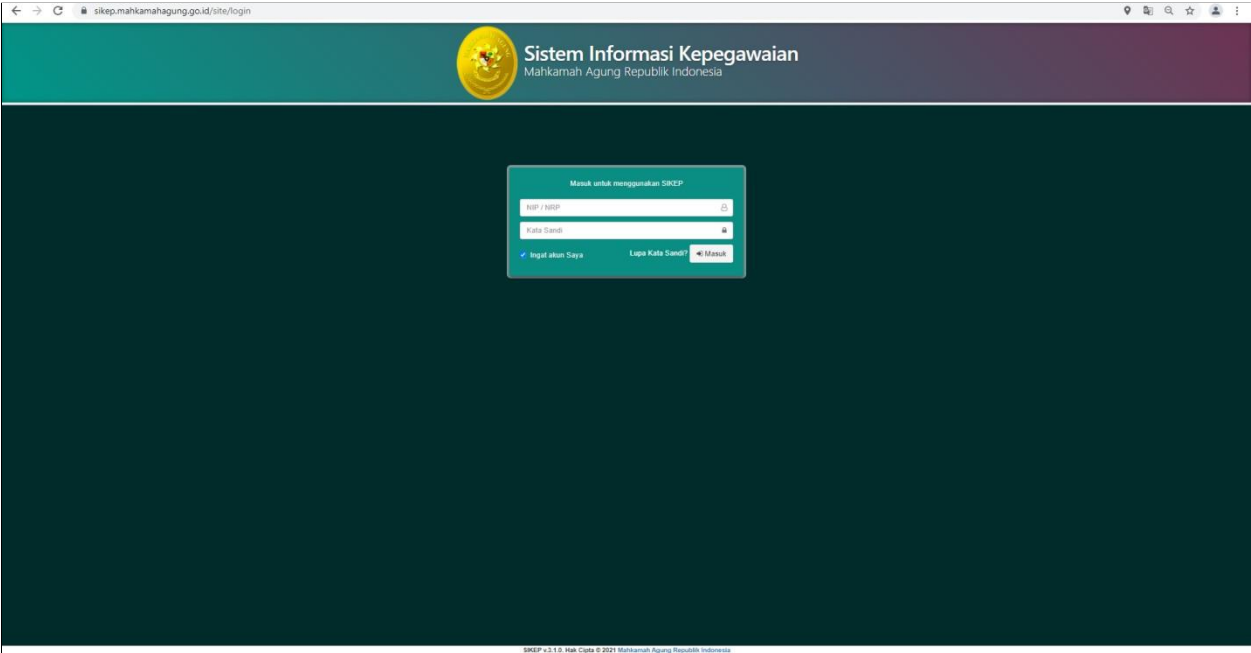 sikep.mahkamahagung.go.id/site/login
Sistem Informasi Kepegawaian
Mahkamah Agung Republik Indonesia
Masuk untuk menggunakan SIKEP
NIP / NRP
Kata Sandi
Ingat akun Saya
Lupa Kata Sandi?
Masuk
SIKEP v.3.1.0. Hak Cipta © 2021 Mahkamah Agung Republik Indonesia